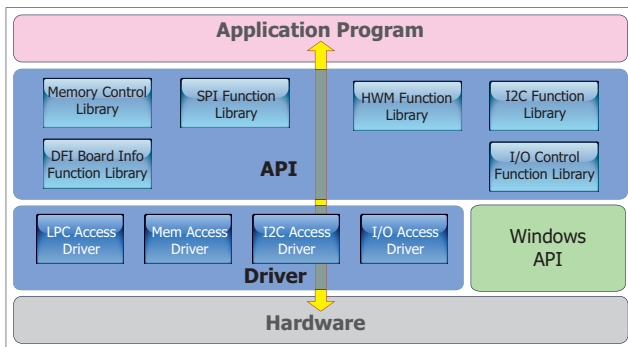 Application Program
Memory Control
Library
SPI Function
Library
HWM Function
Library
I2C Function
Library
DFI Board Info
Function Library
API
I/O Control
Function Library
LPC Access
Driver
Mem Access
Driver
I2C Access
Driver
I/O Access
Driver
Windows
API
Driver
Hardware